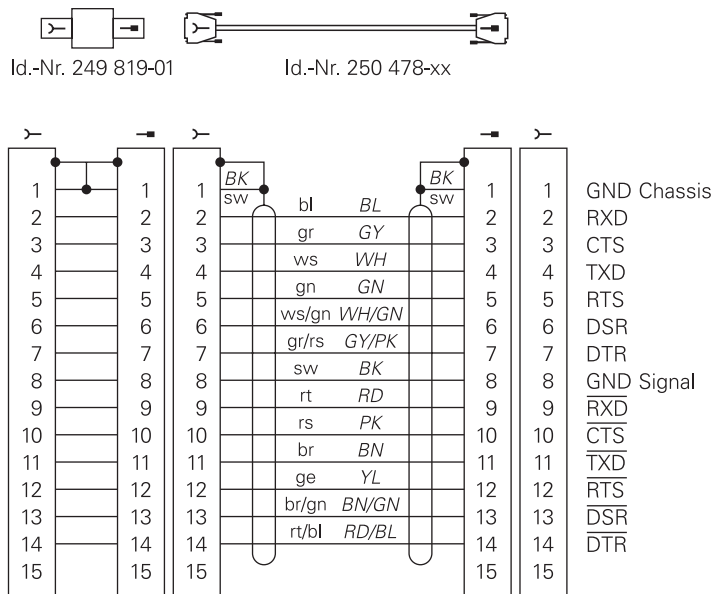 Id.-Nr. 249 819-01 Id.-Nr. 250 478-xx
BK BK
1 1 1 sw sw 1 1 GND Chassis
bl BL
2 2 2 2 2 RXD
gr GY
3 3 3 3 3 CTS
ws WH
4 4 4 4 4 TXD
gn GN
5 5 5 5 5 RTS
ws/gn WH/GN
6 6 6 6 6 DSR
gr/rs GY/PK
7 7 7 7 7 DTR
sw BK
8 8 8 8 8 GND Signal
rt RD
9 9 9 9 9 R̅X̅D̅
rs PK
10 10 10 10 10 C̅T̅S̅
br BN
11 11 11 11 11 T̅X̅D̅
ge YL
12 12 12 12 12 R̅T̅S̅
br/gn BN/GN
13 13 13 13 13 D̅S̅R̅
rt/bl RD/BL
14 14 14 14 14 D̅T̅R̅
15 15 15 15 15